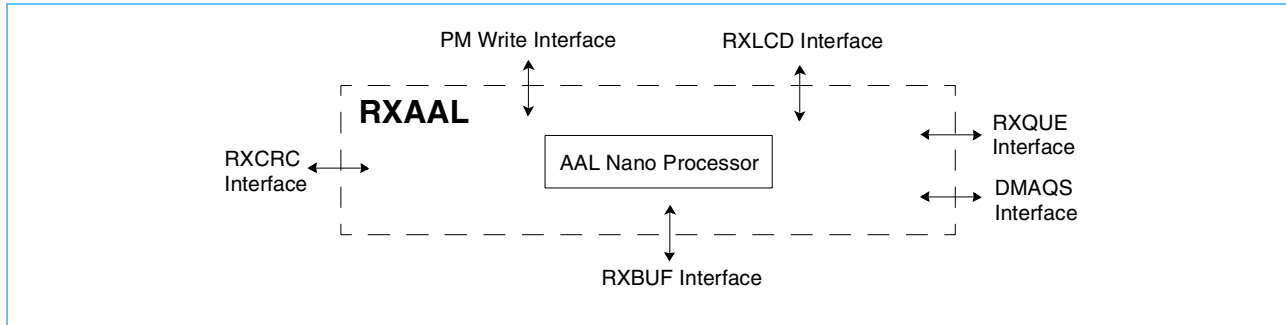 PM Write Interface
RXLCD Interface
RXAAL
RXQUE
Interface
RXCRC
Interface
AAL Nano Processor
DMAQS
Interface
RXBUF Interface